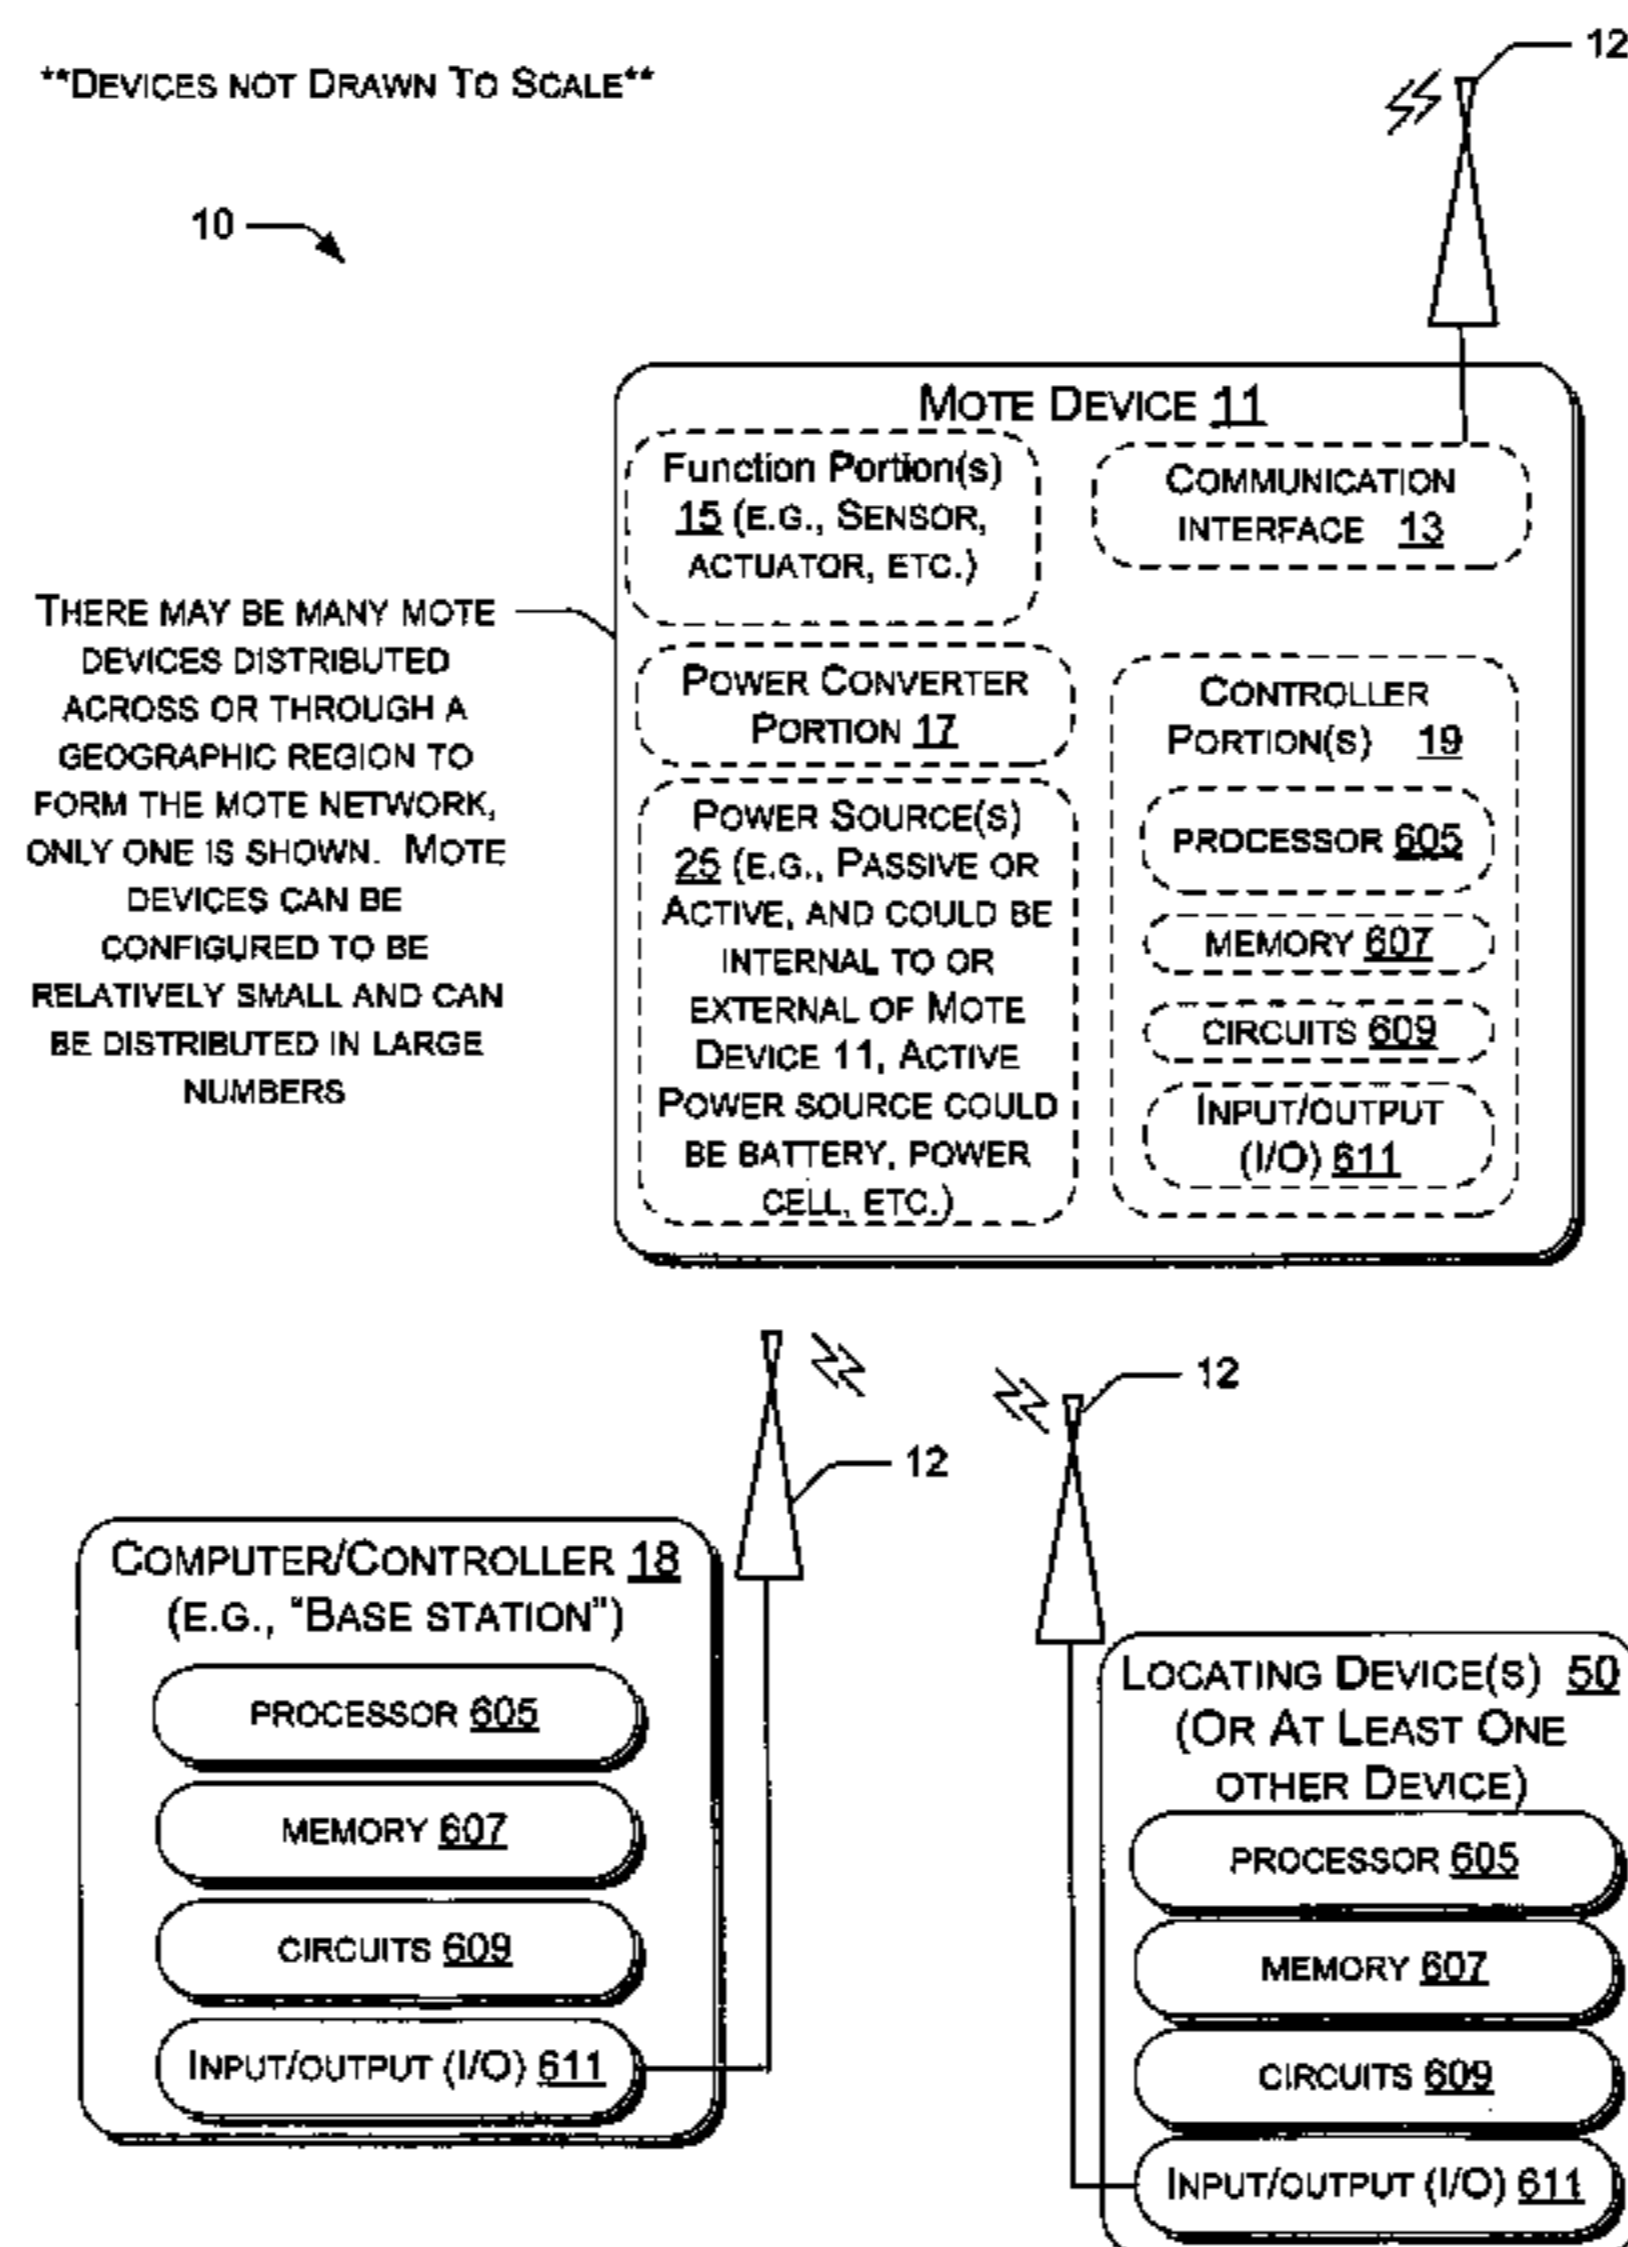 **DEVICES NOT DRAWN TO SCALE**
12
10
MOTE DEVICE 11
Function Portion(s)
15 (E.G., SENSOR,
ACTUATOR, ETC.)
COMMUNICATION
INTERFACE 13
THERE MAY BE MANY MOTE
DEVICES DISTRIBUTED
ACROSS OR THROUGH A
GEOGRAPHIC REGION TO
FORM THE MOTE NETWORK,
ONLY ONE IS SHOWN. MOTE
DEVICES CAN BE
CONFIGURED TO BE
RELATIVELY SMALL AND CAN
BE DISTRIBUTED IN LARGE
NUMBERS
POWER CONVERTER
PORTION 17
POWER SOURCE(S)
25 (E.G., PASSIVE OR
ACTIVE, AND COULD BE
INTERNAL TO OR
EXTERNAL OF MOTE
DEVICE 11, ACTIVE
POWER SOURCE COULD
BE BATTERY, POWER
CELL, ETC.)
CONTROLLER
PORTION(S) 19
PROCESSOR 605
MEMORY 607
CIRCUITS 609
INPUT/OUTPUT
(I/O) 611
12
12
COMPUTER/CONTROLLER 18
(E.G., "BASE STATION")
PROCESSOR 605
MEMORY 607
CIRCUITS 609
INPUT/OUTPUT (I/O) 611
LOCATING DEVICE(S) 50
(OR AT LEAST ONE
OTHER DEVICE)
PROCESSOR 605
MEMORY 607
CIRCUITS 609
INPUT/OUTPUT (I/O) 611